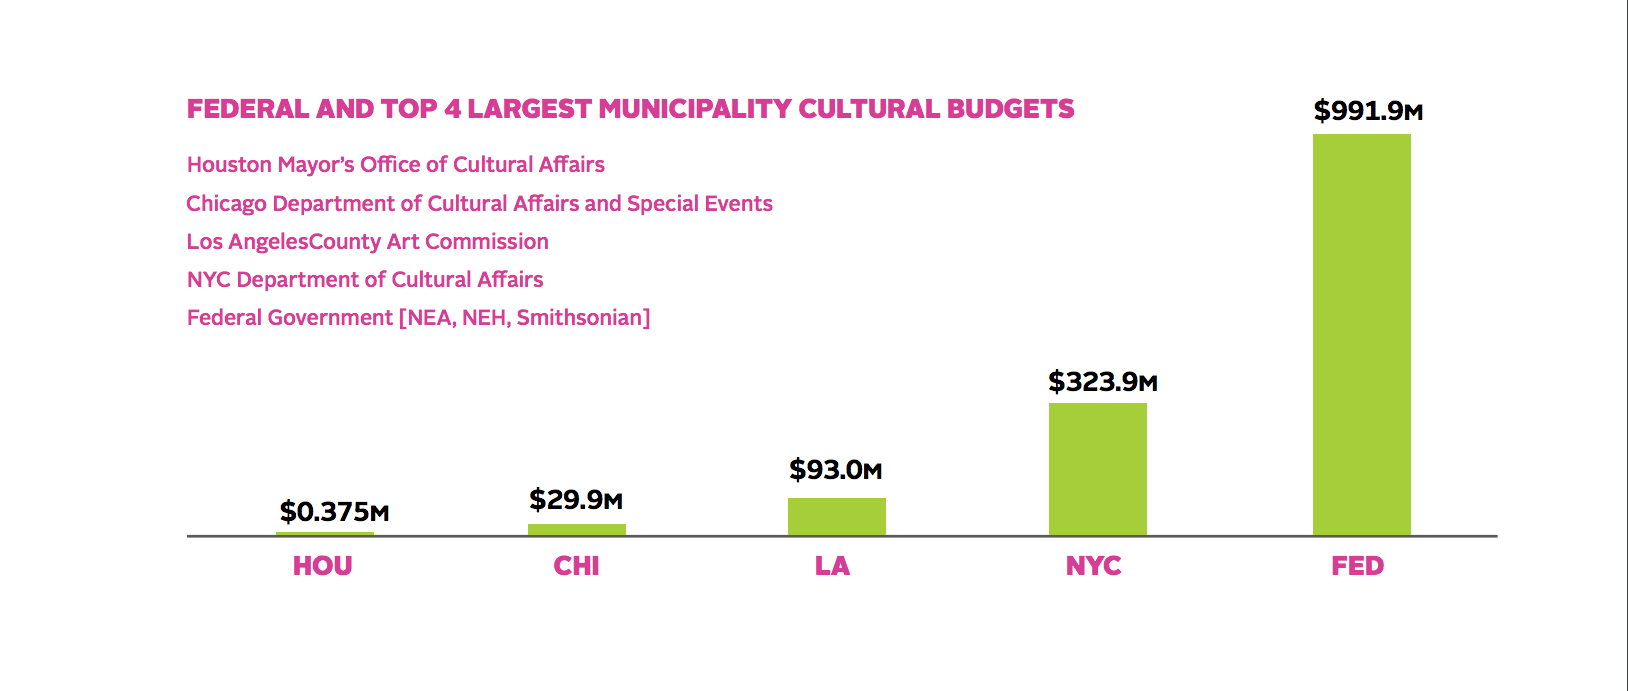 FEDERAL AND TOP 4 LARGEST MUNICIPALITY CULTURAL BUDGETS
Houston Mayor's Office of Cultural Affairs
Chicago Department of Cultural Affairs and Special Events
Los AngelesCounty Art Commission
NYC Department of Cultural Affairs
Federal Government [NEA, NEH, Smithsonian]
$0.375M
$29.9M
$93.0M
$323.9M
$991.9M
HOU
CHI
LA
NYC
FED